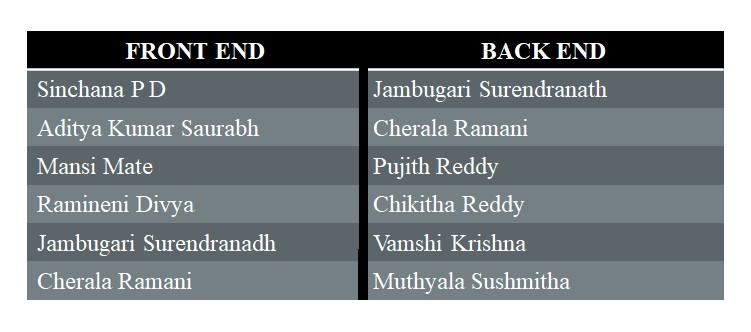 FRONT END BACK END
Sinchana P D Jambugari Surendranath
Aditya Kumar Saurabh Cherala Ramani
Mansi Mate Pujith Reddy
Ramineni Divya Chikitha Reddy
Jambugari Surendranadh Vamshi Krishna
Cherala Ramani Muthyala Sushmitha